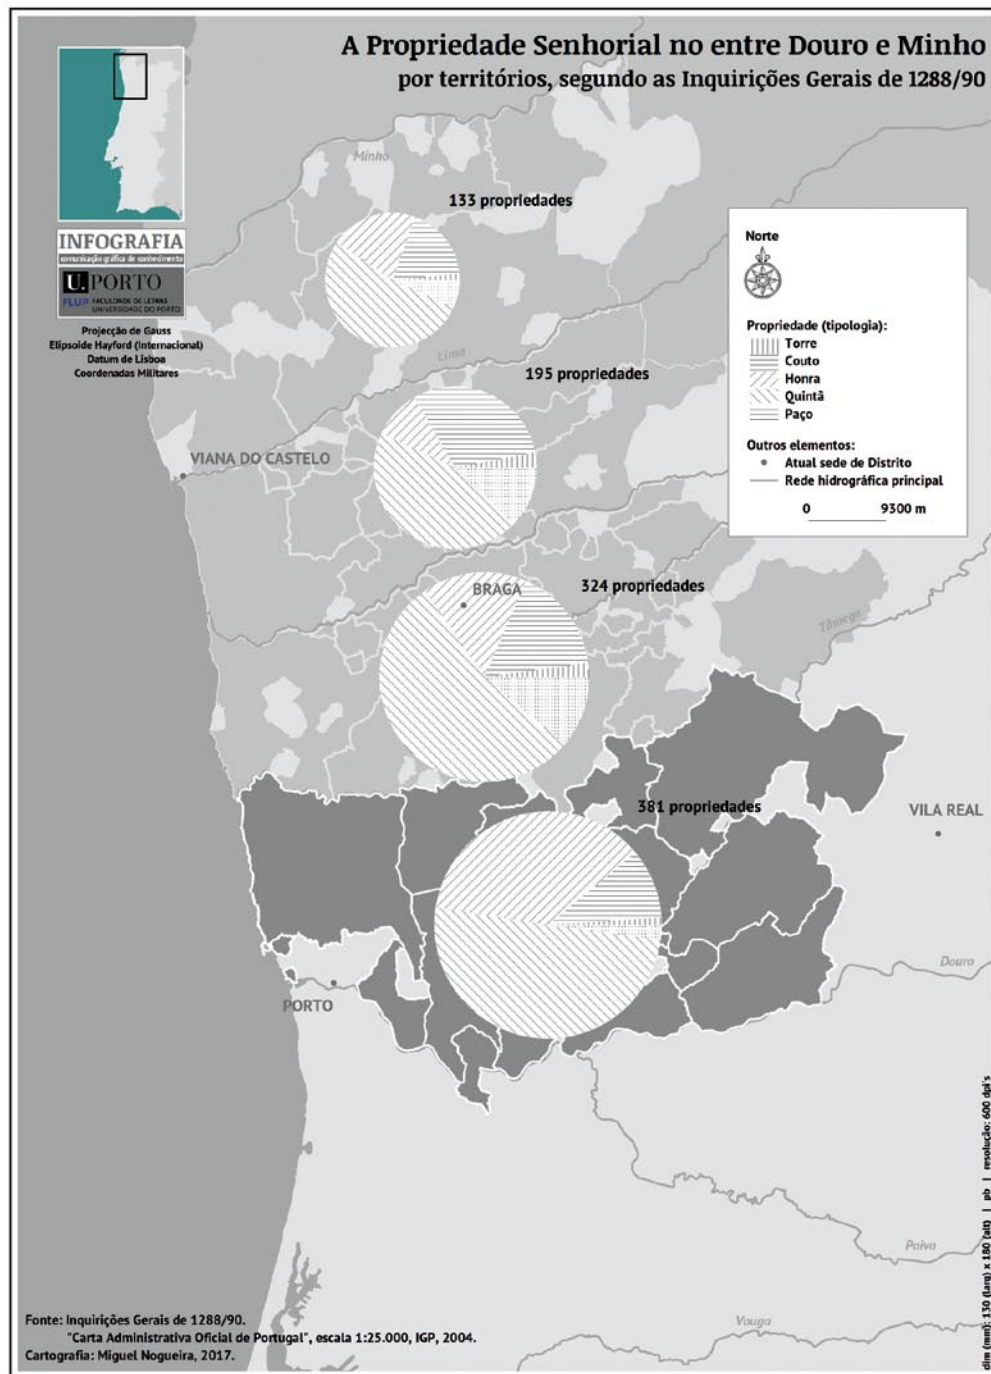 A Propriedade Senhorial no entre Douro e Minho
por territórios, segundo as Inquirições Gerais de 1288/90
INFOGRAFIA
comunicação gráfica de conhecimento
U.PORTO
FLUP FACULDADE DE LETRAS
UNIVERSIDADE DO PORTO
Projecção de Gauss
Elipsoide Hayford (Internacional)
Datum de Lisboa
Coordenadas Militares
Minho
133 propriedades
Lima
195 propriedades
VIANA DO CASTELO
324 propriedades
BRAGA
Tâmega
381 propriedades
VILA REAL
Douro
PORTO
Paiva
Vouga
Norte
Propriedade (tipologia):
Torre
Couto
Honra
Quintã
Paço
Outros elementos:
Atual sede de Distrito
Rede hidrográfica principal
0 9300 m
Fonte: Inquirições Gerais de 1288/90.
"Carta Administrativa Oficial de Portugal", escala 1:25.000, IGP, 2004.
Cartografia: Miguel Nogueira, 2017.
dim (mm): 130 (larg) x 180 (alt) | pb | resolução: 600 dpi's